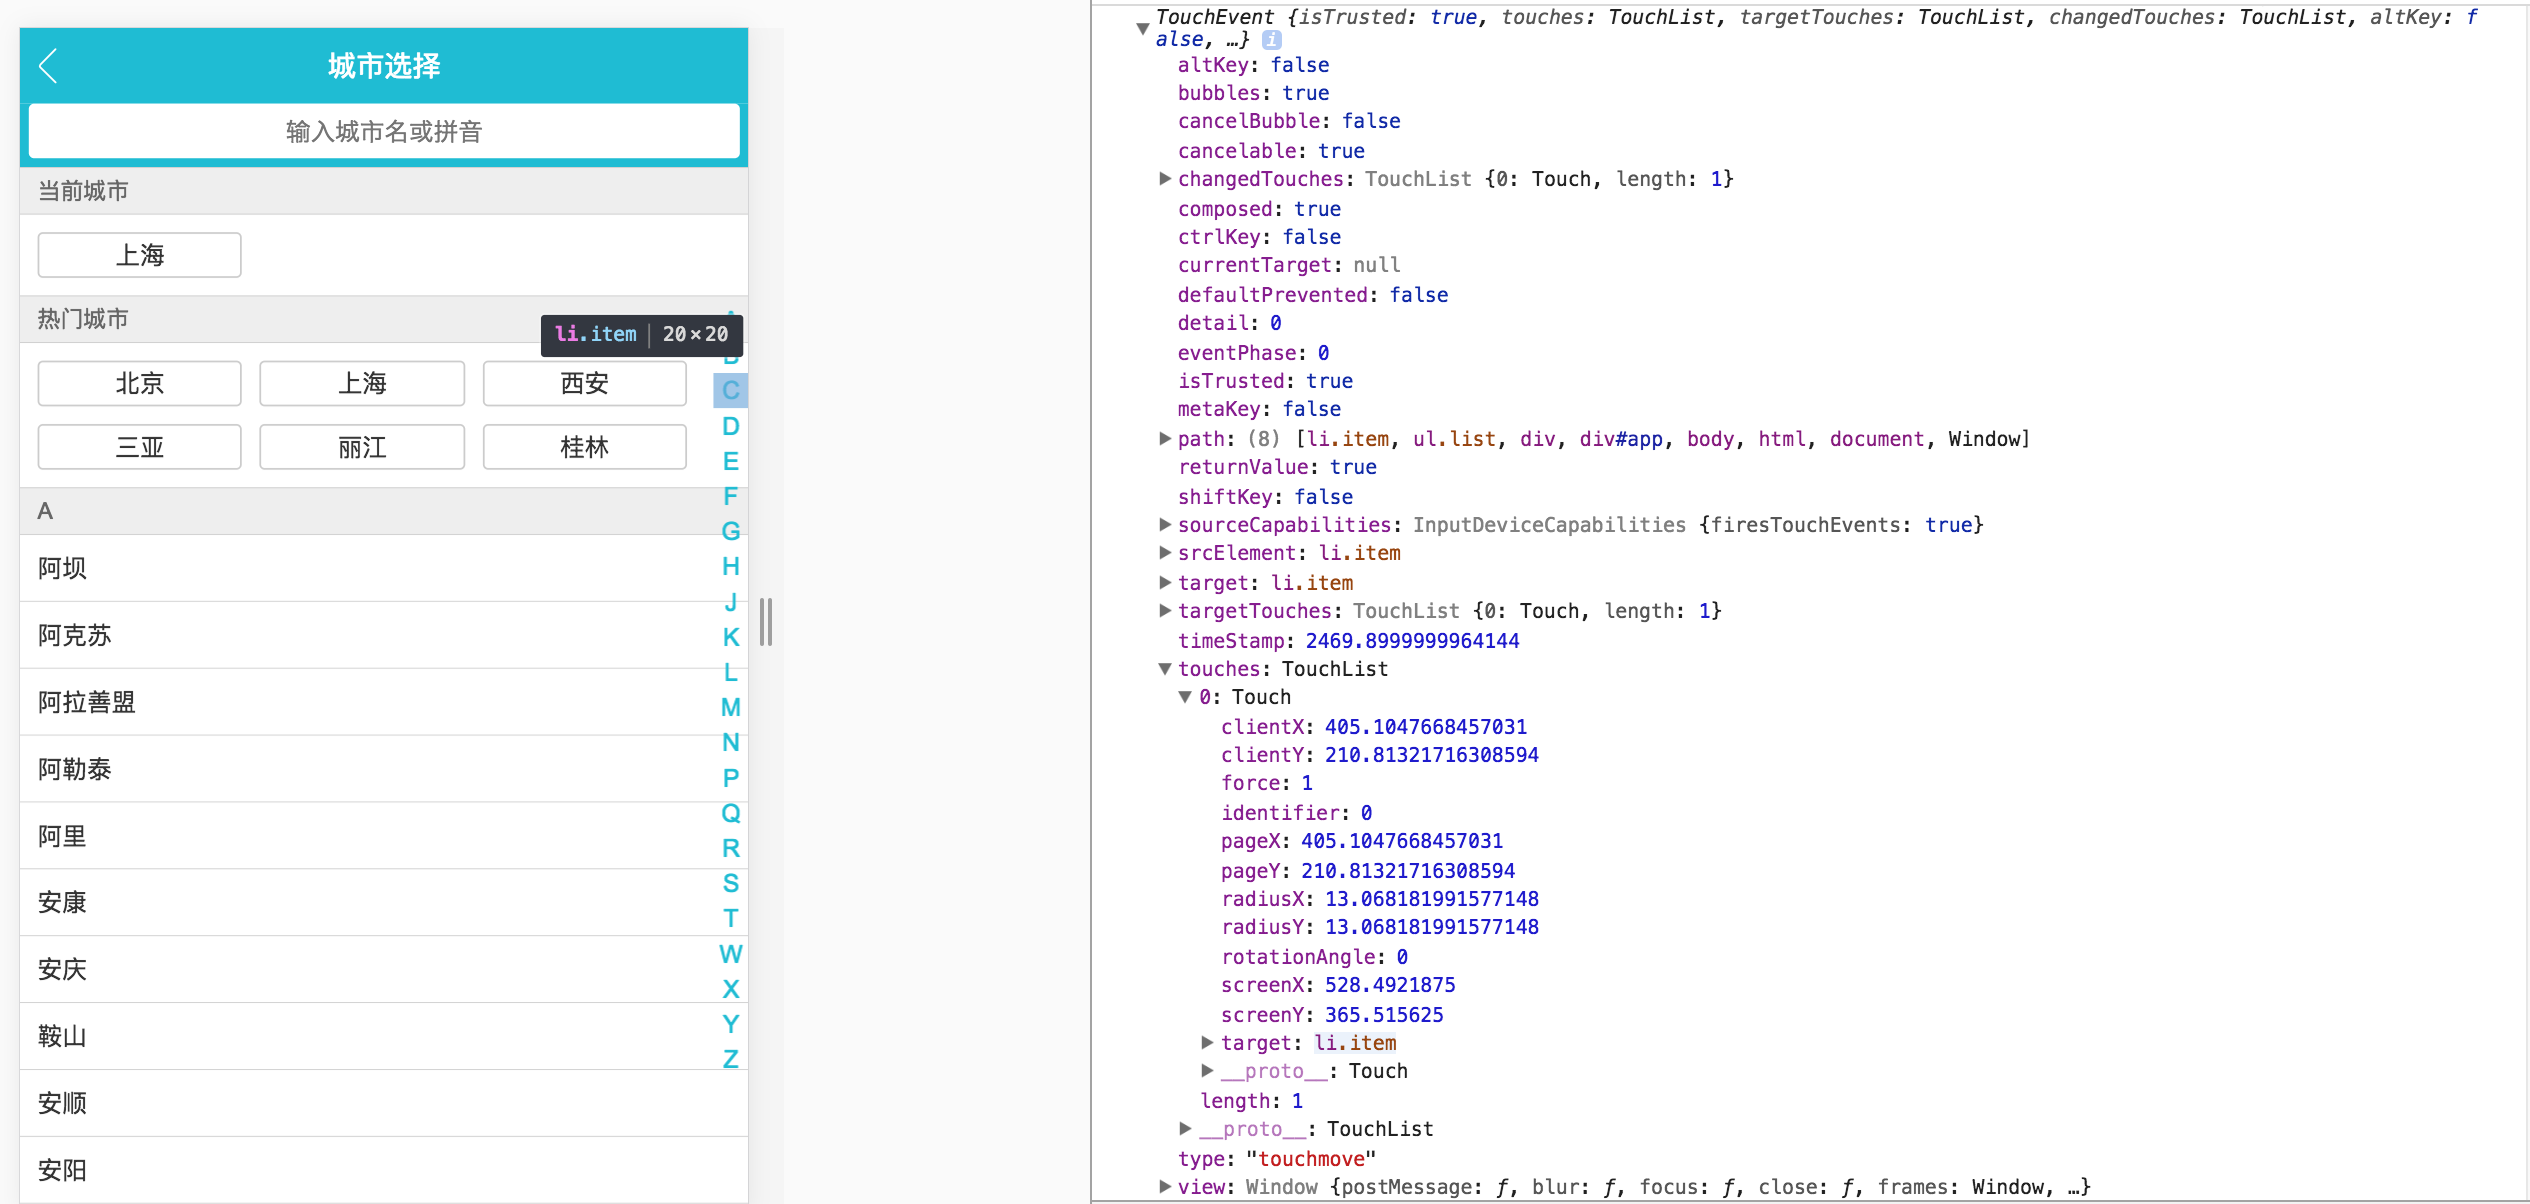 城市选择
输入城市名或拼音
当前城市
上海
热门城市
li.item | 20×20
北京 上海 西安
三亚 丽江 桂林
A
阿坝
阿克苏
阿拉善盟
阿勒泰
阿里
安康
安庆
鞍山
安顺
安阳
B
C
D
E
F
G
H
J
K
L
M
N
P
Q
R
S
T
W
X
Y
Z
TouchEvent {isTrusted: true, touches: TouchList, targetTouches: TouchList, changedTouches: TouchList, altKey: f
alse, …}
altKey: false
bubbles: true
cancelBubble: false
cancelable: true
changedTouches: TouchList {0: Touch, length: 1}
composed: true
ctrlKey: false
currentTarget: null
defaultPrevented: false
detail: 0
eventPhase: 0
isTrusted: true
metaKey: false
path: (8) [li.item, ul.list, div, div#app, body, html, document, Window]
returnValue: true
shiftKey: false
sourceCapabilities: InputDeviceCapabilities {firesTouchEvents: true}
srcElement: li.item
target: li.item
targetTouches: TouchList {0: Touch, length: 1}
timeStamp: 2469.8999999964144
touches: TouchList
0: Touch
clientX: 405.1047668457031
clientY: 210.81321716308594
force: 1
identifier: 0
pageX: 405.1047668457031
pageY: 210.81321716308594
radiusX: 13.068181991577148
radiusY: 13.068181991577148
rotationAngle: 0
screenX: 528.4921875
screenY: 365.515625
target: li.item
__proto__: Touch
length: 1
__proto__: TouchList
type: "touchmove"
view: Window {postMessage: ƒ, blur: ƒ, focus: ƒ, close: ƒ, frames: Window, …}